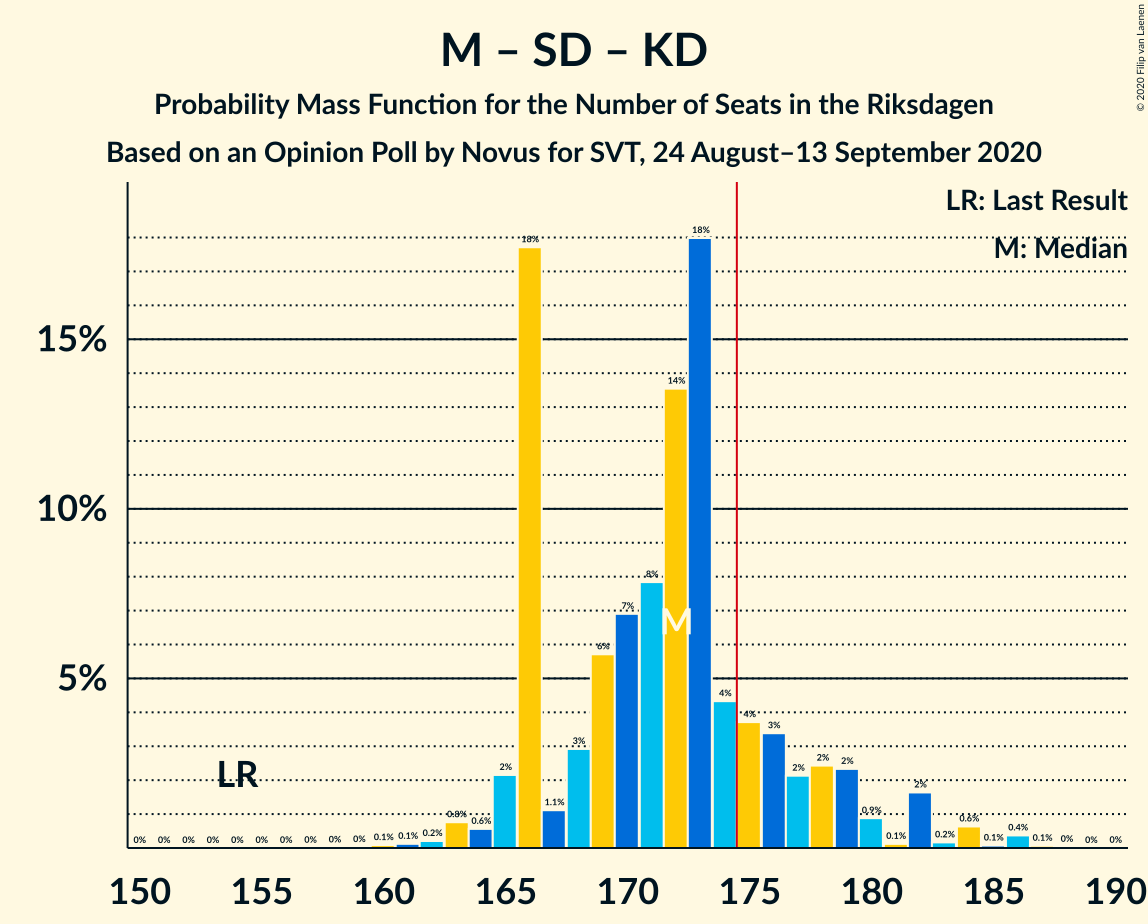 M – SD – KD
Probability Mass Function for the Number of Seats in the Riksdagen
Based on an Opinion Poll by Novus for SVT, 24 August–13 September 2020
© 2020 Filip van Laenen
LR: Last Result
M: Median
15%
10%
5%
LR
M
0% 0% 0% 0% 0% 0% 0% 0% 0% 0% 0.1% 0.1% 0.2% 0.8% 0.6% 2% 18% 1.1% 3% 6% 7% 8% 14% 18% 4% 4% 3% 2% 2% 2% 0.9% 0.1% 2% 0.2% 0.6% 0.1% 0.4% 0.1% 0% 0% 0%
150 155 160 165 170 175 180 185 190